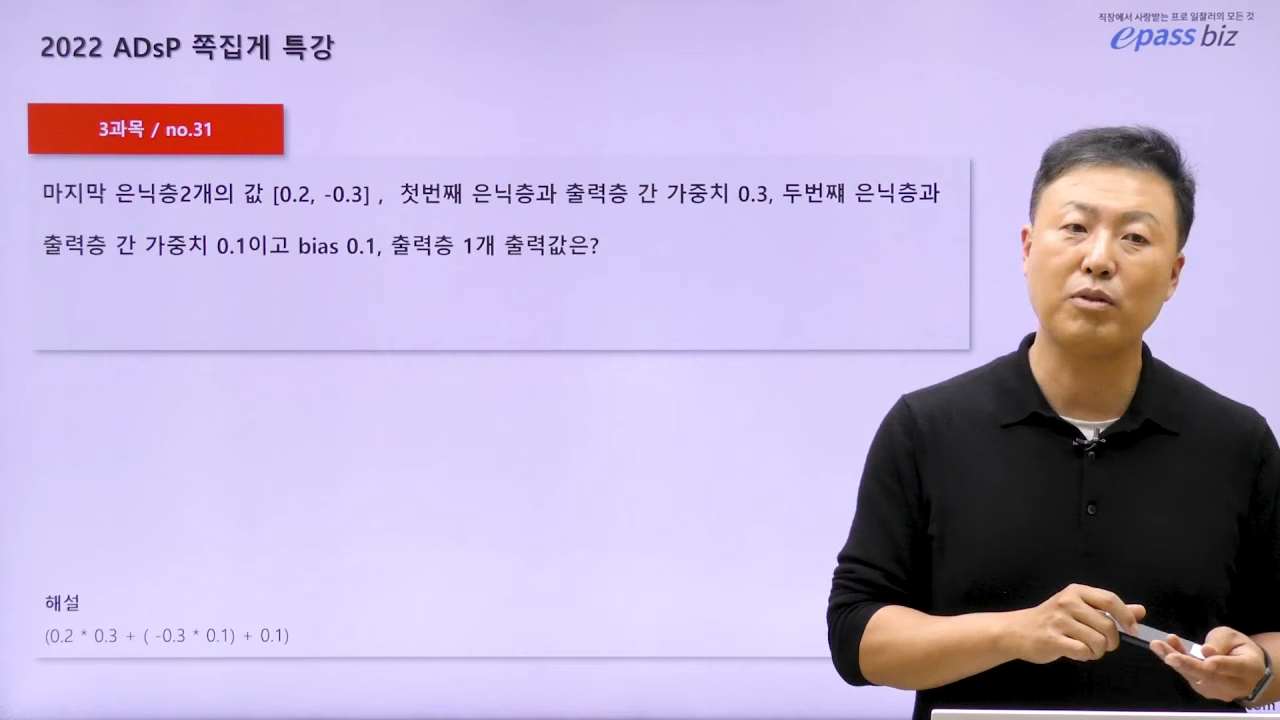 직장에서 사랑받는 프로 일잘러의 모든 것
epass biz
2022 ADsP 쪽집게 특강
3과목 / no.31
마지막 은닉층2개의 값 [0.2, -0.3] , 첫번째 은닉층과 출력층 간 가중치 0.3, 두번쨰 은닉층과
출력층 간 가중치 0.1이고 bias 0.1, 출력층 1개 출력값은?
해설
(0.2 * 0.3 + ( -0.3 * 0.1) + 0.1)